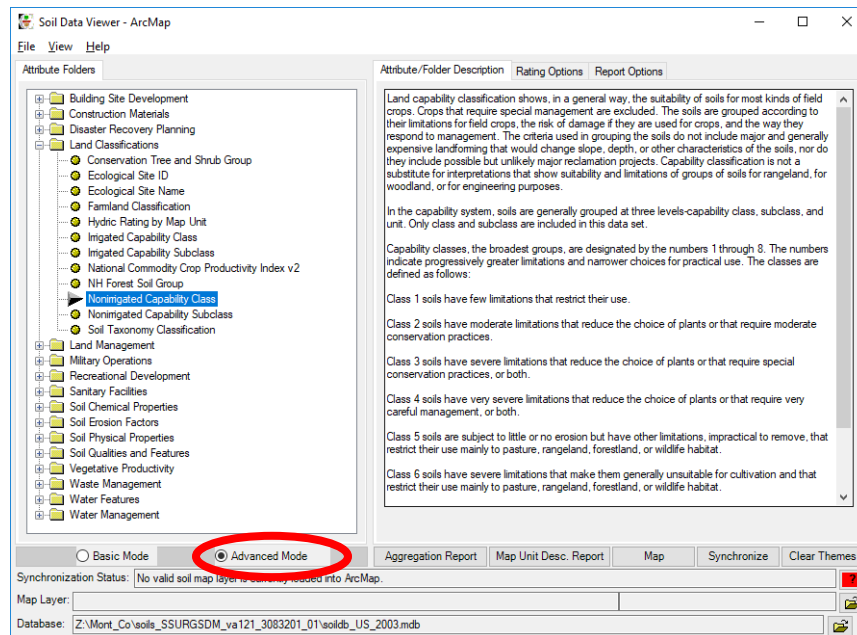 Soil Data Viewer - ArcMap
File View Help
Attribute Folders
Building Site Development
Construction Materials
Disaster Recovery Planning
Land Classifications
Conservation Tree and Shrub Group
Ecological Site ID
Ecological Site Name
Farmland Classification
Hydric Rating by Map Unit
Irrigated Capability Class
Irrigated Capability Subclass
National Commodity Crop Productivity Index v2
NH Forest Soil Group
Nonirrigated Capability Class
Nonirrigated Capability Subclass
Soil Taxonomy Classification
Land Management
Military Operations
Recreational Development
Sanitary Facilities
Soil Chemical Properties
Soil Erosion Factors
Soil Physical Properties
Soil Qualities and Features
Vegetative Productivity
Waste Management
Water Features
Water Management
Basic Mode Advanced Mode
Attribute/Folder Description Rating Options Report Options
Land capability classification shows, in a general way, the suitability of soils for most kinds of field
crops. Crops that require special management are excluded. The soils are grouped according to
their limitations for field crops, the risk of damage if they are used for crops, and the way they
respond to management. The criteria used in grouping the soils do not include major and generally
expensive landforming that would change slope, depth, or other characteristics of the soils, nor do
they include possible but unlikely major reclamation projects. Capability classification is not a
substitute for interpretations that show suitability and limitations of groups of soils for rangeland, for
woodland, or for engineering purposes.
In the capability system, soils are generally grouped at three levels-capability class, subclass, and
unit. Only class and subclass are included in this data set.
Capability classes, the broadest groups, are designated by the numbers 1 through 8. The numbers
indicate progressively greater limitations and narrower choices for practical use. The classes are
defined as follows:
Class 1 soils have few limitations that restrict their use.
Class 2 soils have moderate limitations that reduce the choice of plants or that require moderate
conservation practices.
Class 3 soils have severe limitations that reduce the choice of plants or that require special
conservation practices, or both.
Class 4 soils have very severe limitations that reduce the choice of plants or that require very
careful management, or both.
Class 5 soils are subject to little or no erosion but have other limitations, impractical to remove, that
restrict their use mainly to pasture, rangeland, forestland, or wildlife habitat.
Class 6 soils have severe limitations that make them generally unsuitable for cultivation and that
restrict their use mainly to pasture, rangeland, forestland, or wildlife habitat.
Aggregation Report Map Unit Desc. Report Map Synchronize Clear Themes
Synchronization Status: No valid soil map layer is currently loaded into ArcMap. ?
Map Layer:
Database: Z:\Mont_Co\soils_SSURGSDM_va121_3083201_01\soildb_US_2003.mdb